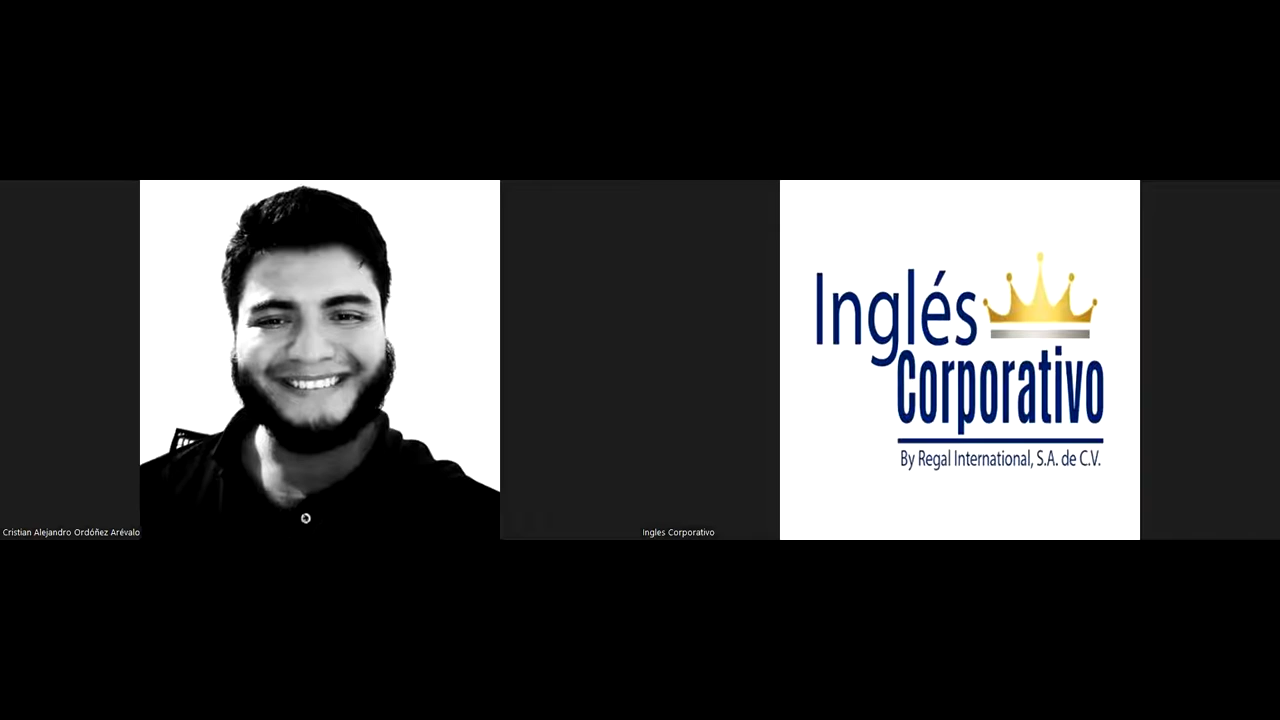 Inglés
Corporativo
By Regal International, S.A. de C.V.
Cristian Alejandro Ordóñez Arévalo
Ingles Corporativo